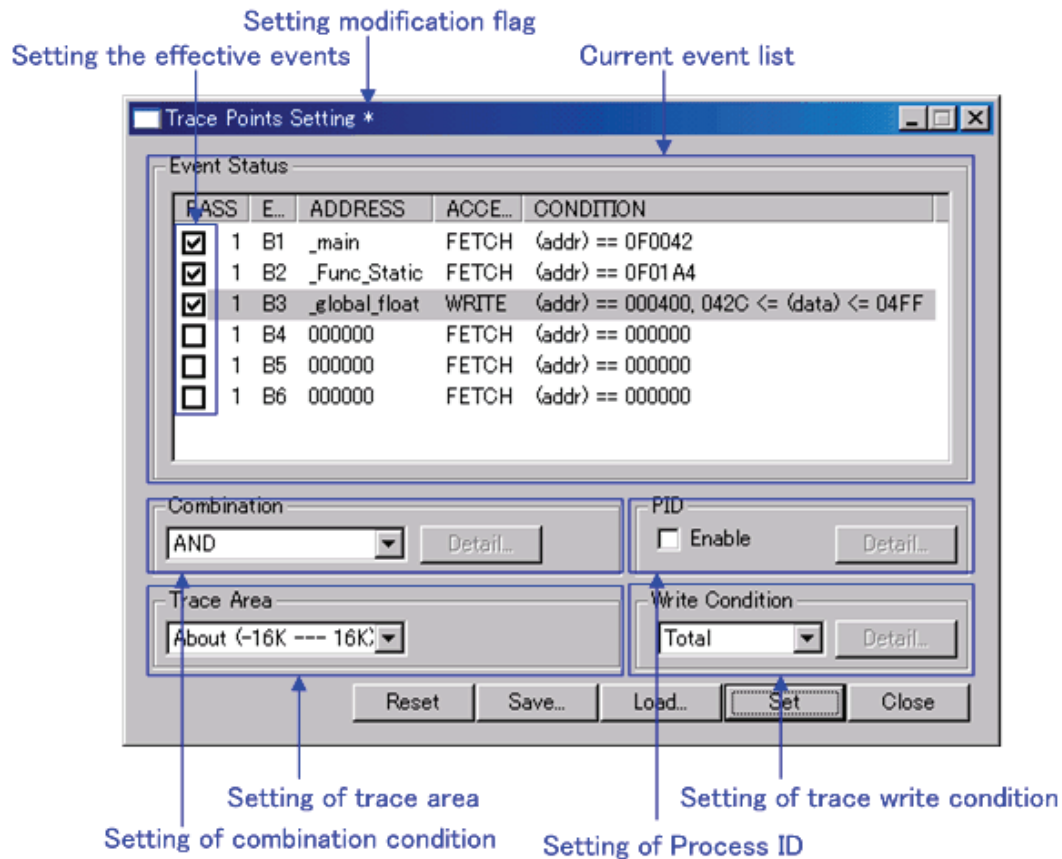 Setting modification flag
Setting the effective events
Current event list
Trace Points Setting *
Event Status
PASS E... ADDRESS ACCE... CONDITION
1 B1 _main FETCH (addr) == 0F0042
1 B2 _Func_Static FETCH (addr) == 0F01A4
1 B3 _global_float WRITE (addr) == 000400, 042C <= (data) <= 04FF
1 B4 000000 FETCH (addr) == 000000
1 B5 000000 FETCH (addr) == 000000
1 B6 000000 FETCH (addr) == 000000
Combination
AND Detail...
PID
Enable Detail...
Trace Area
About (-16K --- 16K)
Write Condition
Total Detail...
Reset Save... Load... Set Close
Setting of trace area
Setting of trace write condition
Setting of combination condition
Setting of Process ID